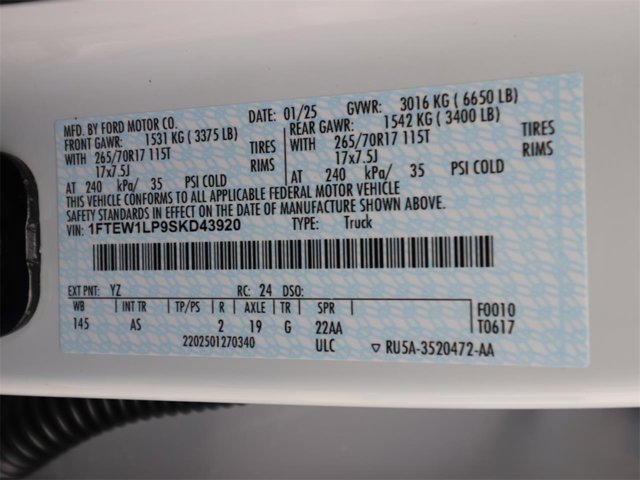 MFD. BY FORD MOTOR CO.
DATE: 01/25 GVWR: 3016 KG ( 6650 LB)
FRONT GAWR: 1531 KG ( 3375 LB) REAR GAWR: 1542 KG ( 3400 LB)
WITH 265/70R17 115T TIRES WITH 265/70R17 115T TIRES
17x7.5J RIMS 17x7.5J RIMS
AT 240 kPa/ 35 PSI COLD AT 240 kPa/ 35 PSI COLD
THIS VEHICLE CONFORMS TO ALL APPLICABLE FEDERAL MOTOR VEHICLE
SAFETY STANDARDS IN EFFECT ON THE DATE OF MANUFACTURE SHOWN ABOVE.
VIN: 1FTEW1LP9SKD43920 TYPE: Truck
EXT PNT: YZ RC: 24 DSO:
WB INT TR TP/PS R AXLE TR SPR F0010
145 AS 2 19 G 22AA T0617
2202501270340 ULC RU5A-3520472-AA